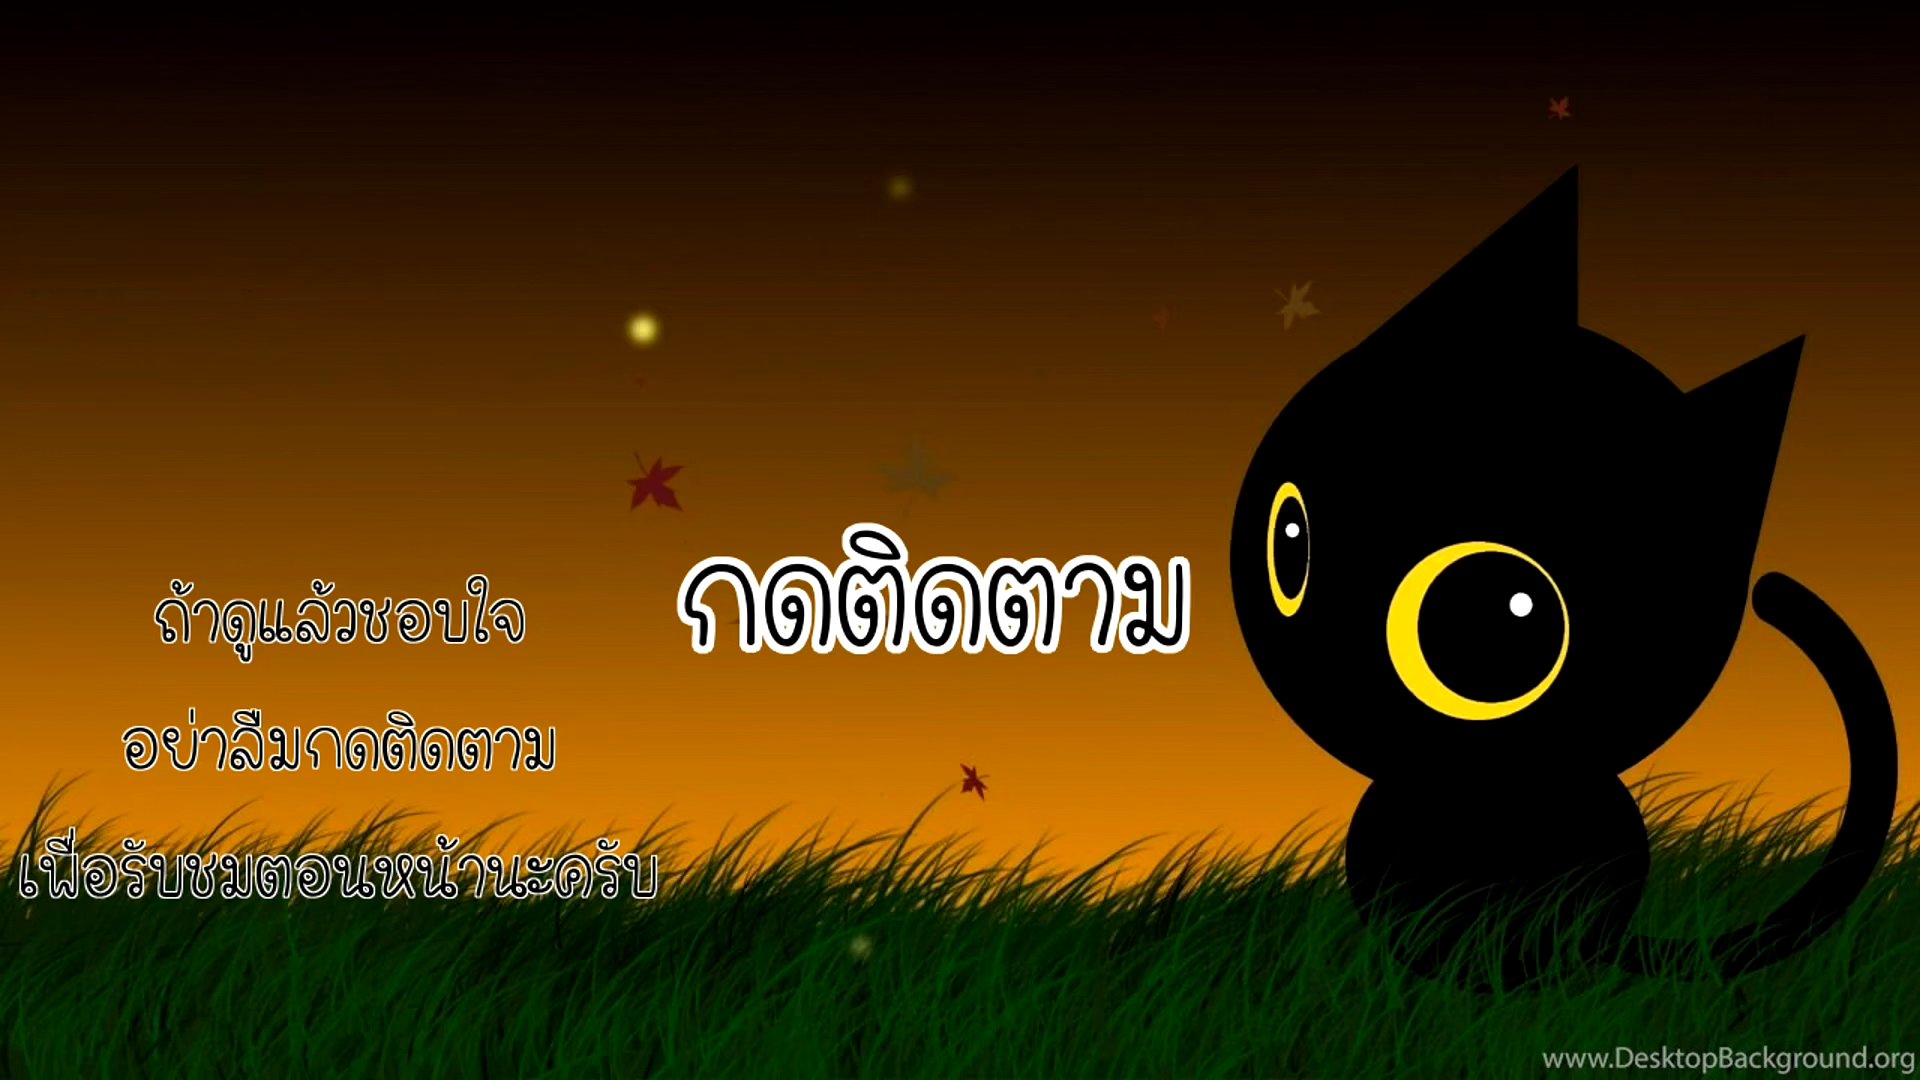 กดติดตาม
ถ้าดูแล้วชอบใจ
อย่าลืมกดติดตาม
เพื่อรับชมตอนหน้านะครับ
www.DesktopBackground.org